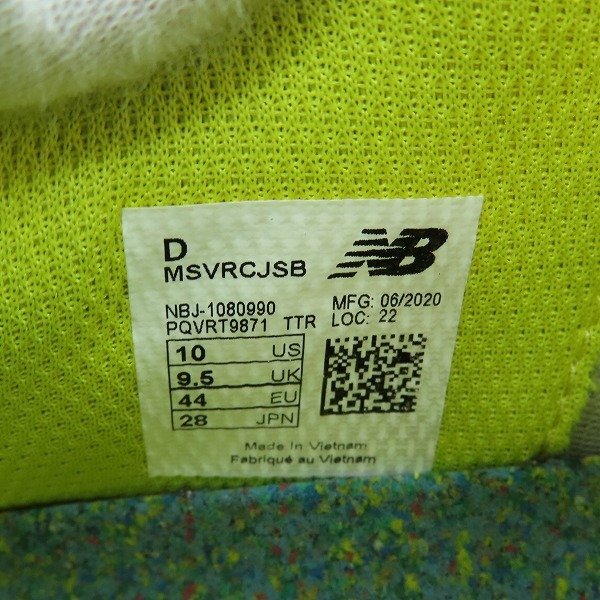 D
MSVRCJSB
NB
NBJ-1080990
PQVRT9871 TTR
MFG: 06/2020
LOC: 22
10 US
9.5 UK
44 EU
28 JPN
Made In Vietnam
Fabriqué au Vietnam